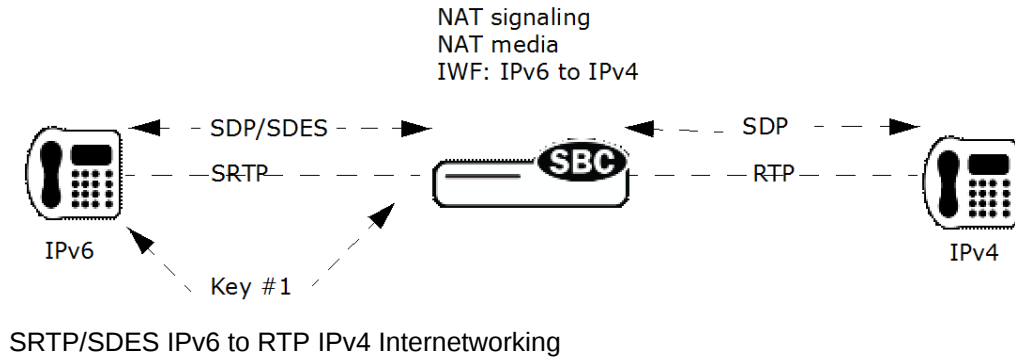 NAT signaling
NAT media
IWF: IPv6 to IPv4
SDP/SDES
SDP
SBC
SRTP
RTP
IPv6
IPv4
Key #1
SRTP/SDES IPv6 to RTP IPv4 Internetworking